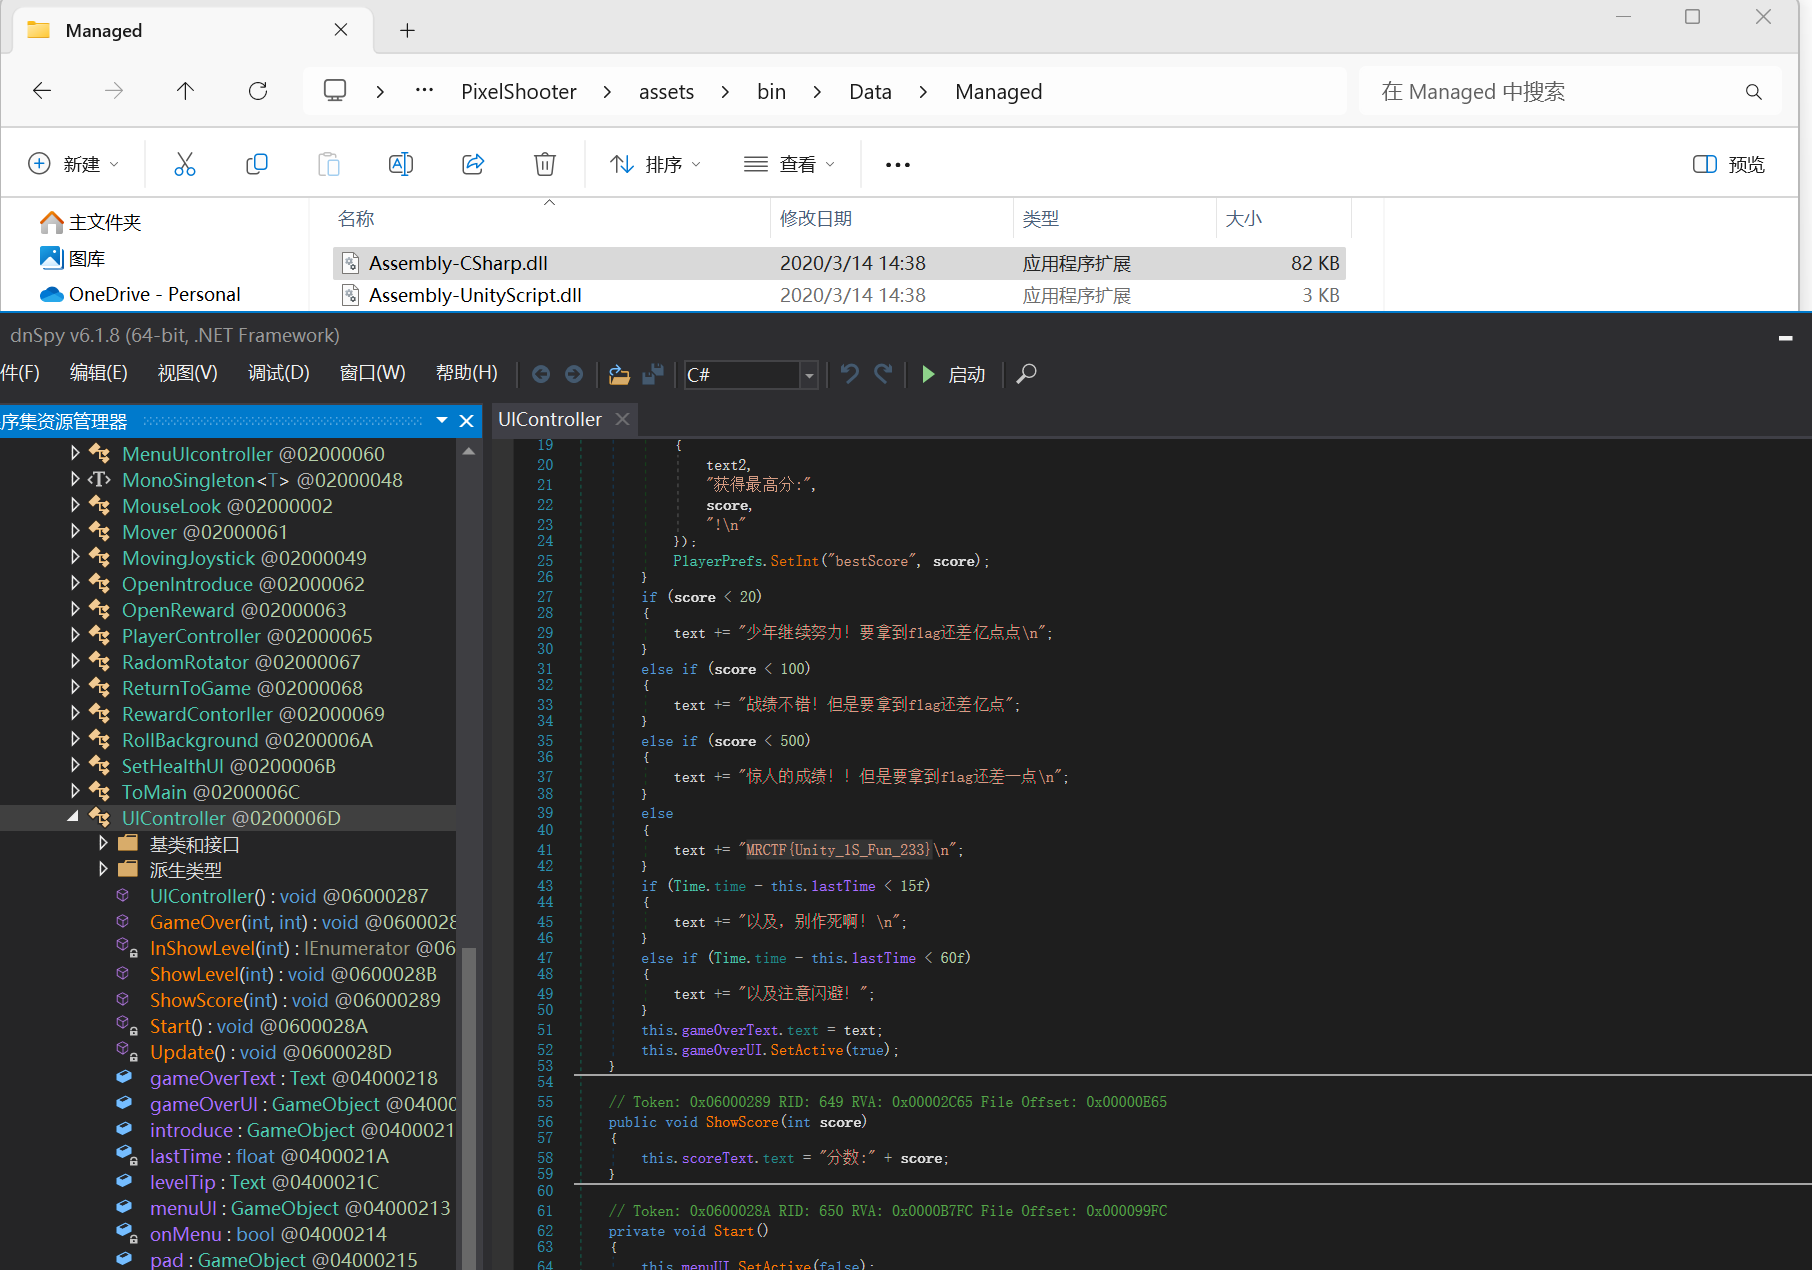 Managed
PixelShooter > assets > bin > Data > Managed
在 Managed 中搜索
新建
排序
查看
预览
主文件夹
图库
OneDrive - Personal
名称 修改日期 类型 大小
Assembly-CSharp.dll 2020/3/14 14:38 应用程序扩展 82 KB
Assembly-UnityScript.dll 2020/3/14 14:38 应用程序扩展 3 KB
dnSpy v6.1.8 (64-bit, .NET Framework)
件(F) 编辑(E) 视图(V) 调试(D) 窗口(W) 帮助(H) C# 启动
序集资源管理器
MenuUIcontroller @02000060
MonoSingleton<T> @02000048
MouseLook @02000002
Mover @02000061
MovingJoystick @02000049
OpenIntroduce @02000062
OpenReward @02000063
PlayerController @02000065
RadomRotator @02000067
ReturnToGame @02000068
RewardContorller @02000069
RollBackground @0200006A
SetHealthUI @0200006B
ToMain @0200006C
UIController @0200006D
基类和接口
派生类型
UIController() : void @06000287
GameOver(int, int) : void @0600028
InShowLevel(int) : IEnumerator @06
ShowLevel(int) : void @0600028B
ShowScore(int) : void @06000289
Start() : void @0600028A
Update() : void @0600028D
gameOverText : Text @04000218
gameOverUI : GameObject @04000
introduce : GameObject @0400021
lastTime : float @0400021A
levelTip : Text @0400021C
menuUI : GameObject @04000213
onMenu : bool @04000214
pad : GameObject @04000215
UIController
19 {
20 text2,
21 "获得最高分:",
22 score,
23 "!\n"
24 });
25 PlayerPrefs.SetInt("bestScore", score);
26 }
27 if (score < 20)
28 {
29 text += "少年继续努力！要拿到flag还差亿点点\n";
30 }
31 else if (score < 100)
32 {
33 text += "战绩不错！但是要拿到flag还差亿点";
34 }
35 else if (score < 500)
36 {
37 text += "惊人的成绩！！但是要拿到flag还差一点\n";
38 }
39 else
40 {
41 text += "MRCTF{Unity_1S_Fun_233}\n";
42 }
43 if (Time.time - this.lastTime < 15f)
44 {
45 text += "以及，别作死啊！\n";
46 }
47 else if (Time.time - this.lastTime < 60f)
48 {
49 text += "以及注意闪避！";
50 }
51 this.gameOverText.text = text;
52 this.gameOverUI.SetActive(true);
53 }
54
55 // Token: 0x06000289 RID: 649 RVA: 0x00002C65 File Offset: 0x00000E65
56 public void ShowScore(int score)
57 {
58 this.scoreText.text = "分数:" + score;
59 }
60
61 // Token: 0x0600028A RID: 650 RVA: 0x0000B7FC File Offset: 0x000099FC
62 private void Start()
63 {
64 this.menuUI.SetActive(false);